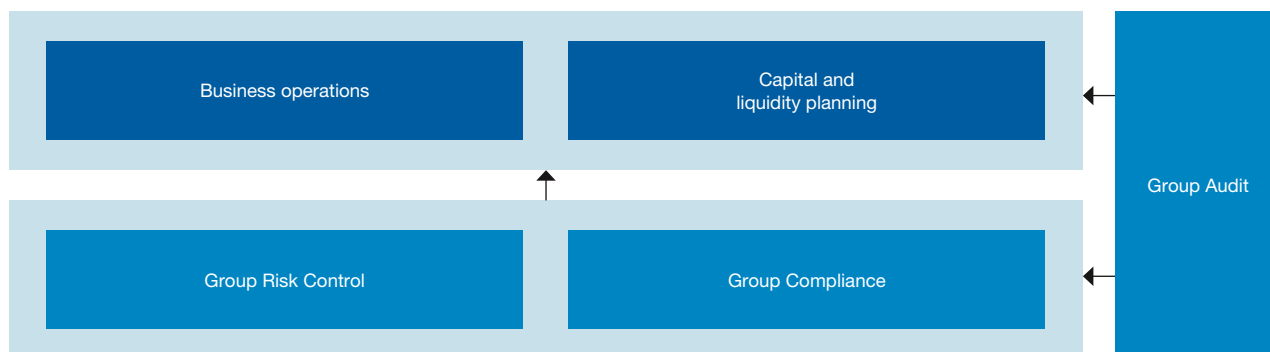 Business operations
Capital and
liquidity planning
Group Audit
Group Risk Control
Group Compliance